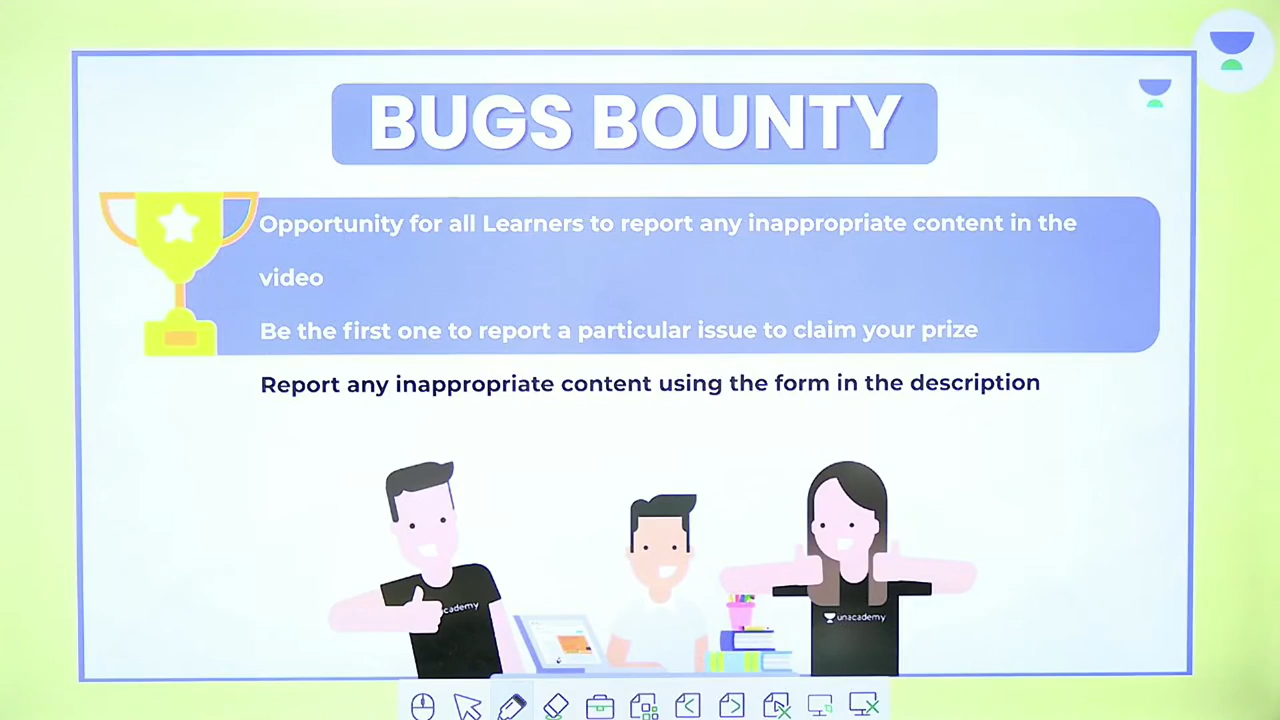 BUGS BOUNTY
Opportunity for all Learners to report any inappropriate content in the
video
Be the first one to report a particular issue to claim your prize
Report any inappropriate content using the form in the description
cademy
unacademy